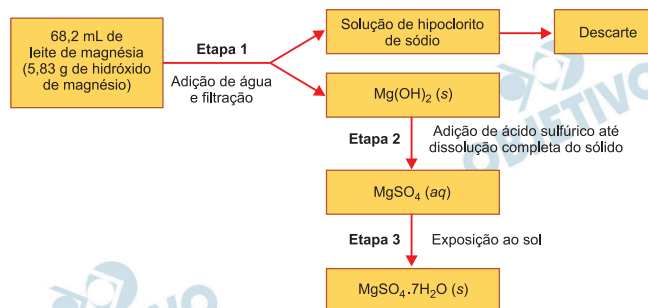 68,2 mL de
leite de magnésia
(5,83 g de hidróxido
de magnésio)
Etapa 1
Adição de água
e filtração
Solução de hipoclorito
de sódio
Descarte
Mg(OH)₂ (s)
Etapa 2
Adição de ácido sulfúrico até
dissolução completa do sólido
MgSO₄ (aq)
Etapa 3
Exposição ao sol
MgSO₄.7H₂O (s)
OBJETIVO